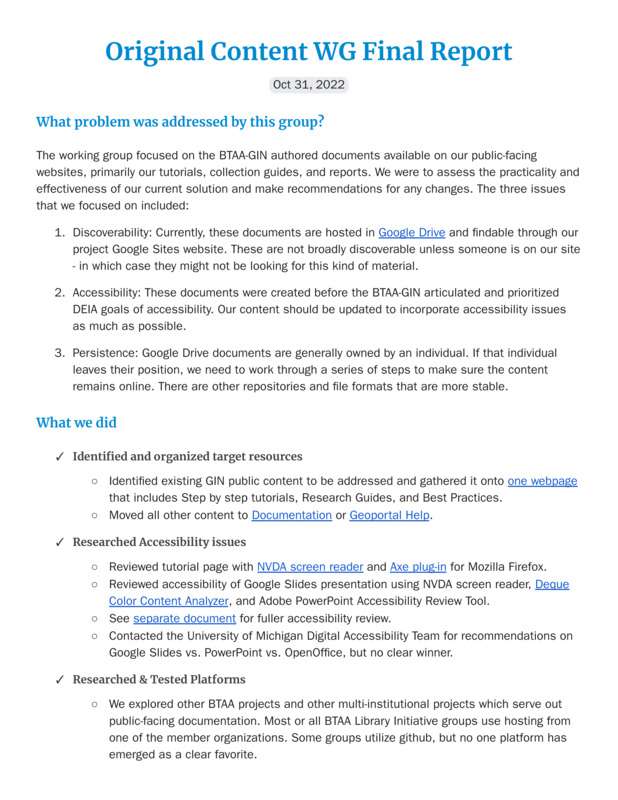 Original Content WG Final Report
Oct 31, 2022
What problem was addressed by this group?
The working group focused on the BTAA-GIN authored documents available on our public-facing
websites, primarily our tutorials, collection guides, and reports. We were to assess the practicality and
effectiveness of our current solution and make recommendations for any changes. The three issues
that we focused on included:
1. Discoverability: Currently, these documents are hosted in Google Drive and findable through our
project Google Sites website. These are not broadly discoverable unless someone is on our site
- in which case they might not be looking for this kind of material.
2. Accessibility: These documents were created before the BTAA-GIN articulated and prioritized
DEIA goals of accessibility. Our content should be updated to incorporate accessibility issues
as much as possible.
3. Persistence: Google Drive documents are generally owned by an individual. If that individual
leaves their position, we need to work through a series of steps to make sure the content
remains online. There are other repositories and file formats that are more stable.
What we did
✓ Identified and organized target resources
○ Identified existing GIN public content to be addressed and gathered it onto one webpage
that includes Step by step tutorials, Research Guides, and Best Practices.
○ Moved all other content to Documentation or Geoportal Help.
✓ Researched Accessibility issues
○ Reviewed tutorial page with NVDA screen reader and Axe plug-in for Mozilla Firefox.
○ Reviewed accessibility of Google Slides presentation using NVDA screen reader, Deque
Color Content Analyzer, and Adobe PowerPoint Accessibility Review Tool.
○ See separate document for fuller accessibility review.
○ Contacted the University of Michigan Digital Accessibility Team for recommendations on
Google Slides vs. PowerPoint vs. OpenOffice, but no clear winner.
✓ Researched & Tested Platforms
○ We explored other BTAA projects and other multi-institutional projects which serve out
public-facing documentation. Most or all BTAA Library Initiative groups use hosting from
one of the member organizations. Some groups utilize github, but no one platform has
emerged as a clear favorite.